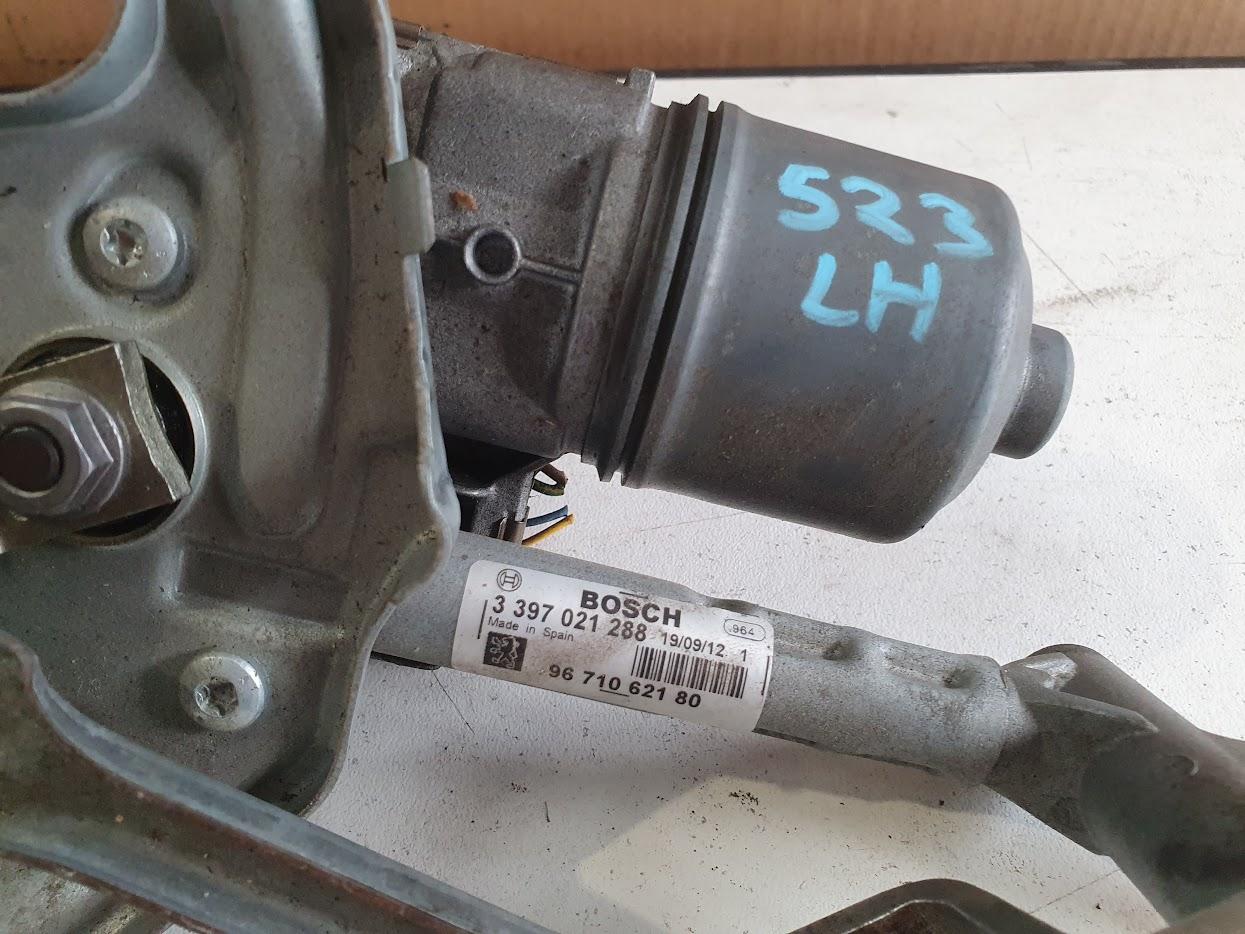 523
LH
BOSCH
3 397 021 288 19/09/12 1
.964
Made in Spain
96 710 621 80